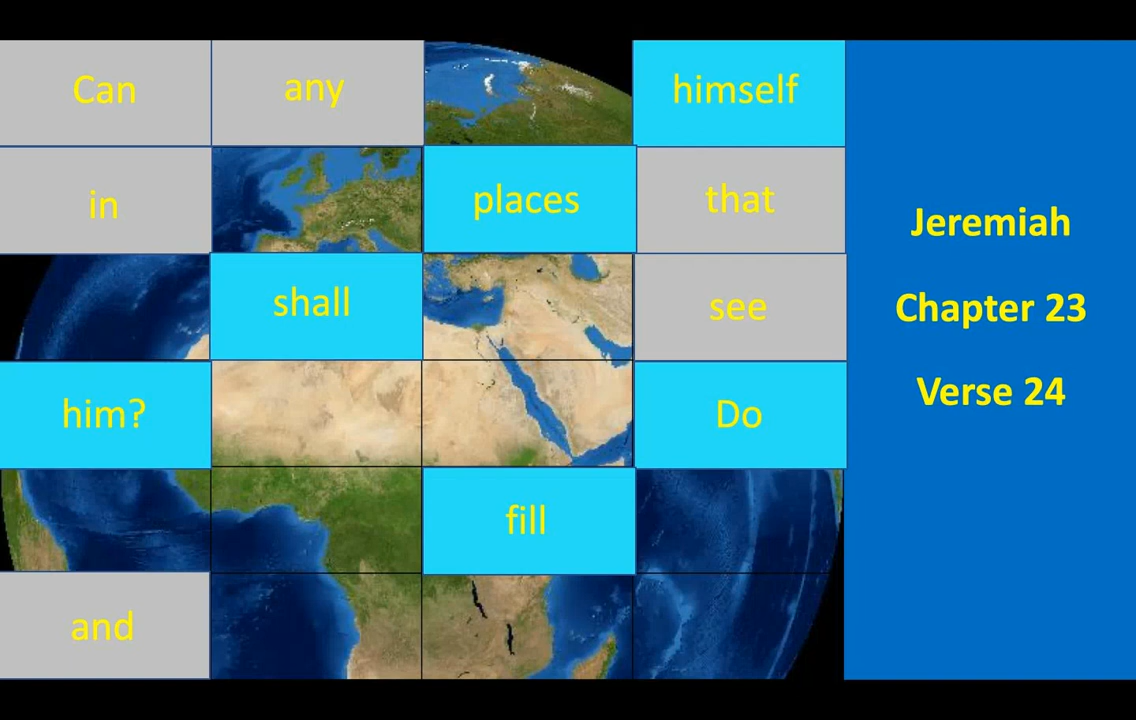 Can any himself
in places that
shall see
him? Do
fill
and
Jeremiah
Chapter 23
Verse 24